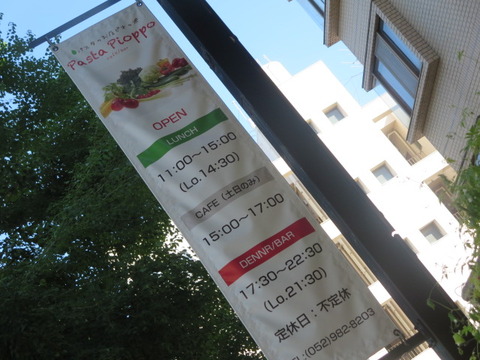 Pasta Pioppo
OPEN
LUNCH
11:00～15:00
(Lo.14:30)
CAFE (土日のみ)
15:00～17:00
DENNR/BAR
17:30～22:30
(Lo.21:30)
定休日：不定休
:(052)982-8203